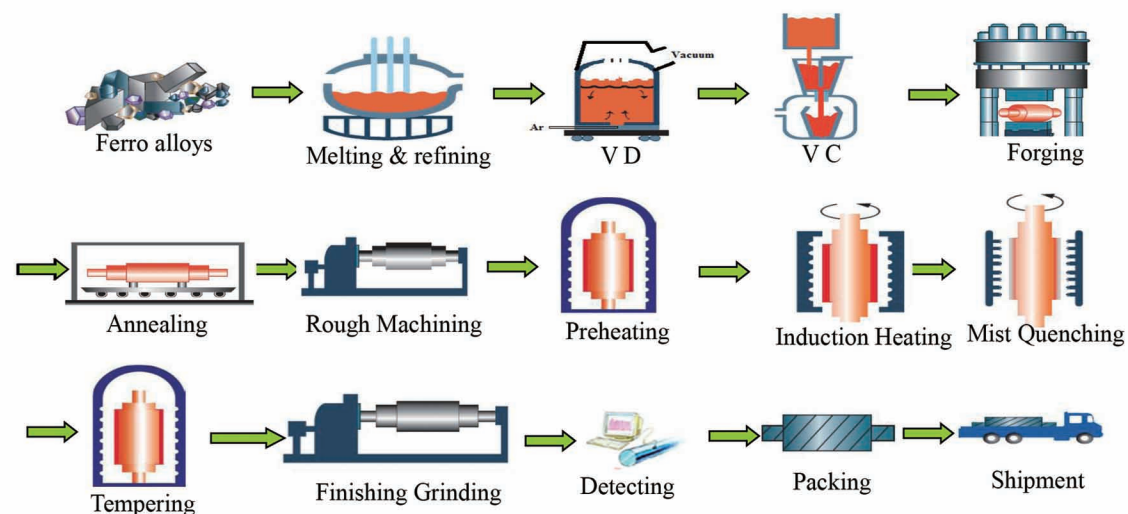 Vacuum
Ar
Ferro alloys
Melting & refining
V D
V C
Forging
Annealing
Rough Machining
Preheating
Induction Heating
Mist Quenching
Tempering
Finishing Grinding
Detecting
Packing
Shipment